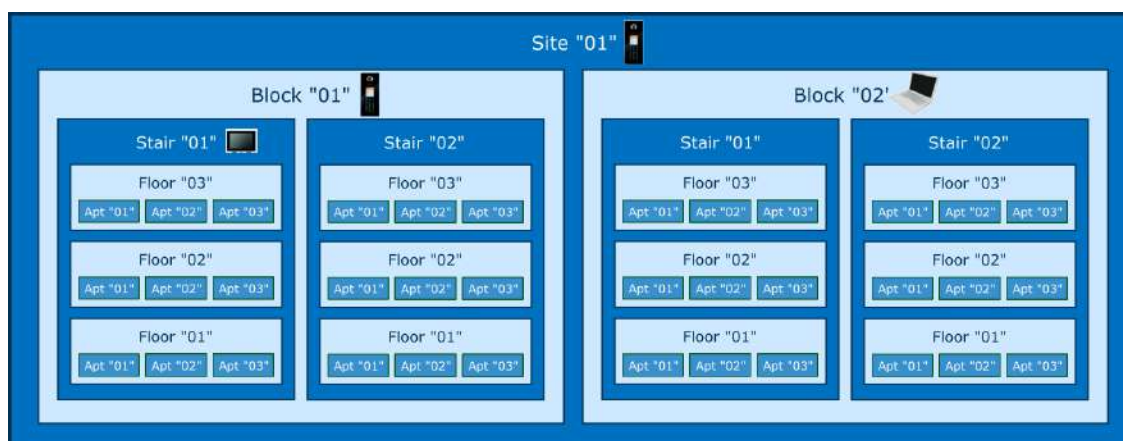 Site "01"
Block "01"
Block "02'
Stair "01"
Stair "02"
Stair "01"
Stair "02"
Floor "03"
Floor "03"
Floor "03"
Floor "03"
Apt "01" Apt "02" Apt "03"
Apt "01" Apt "02" Apt "03"
Apt "01" Apt "02" Apt "03"
Apt "01" Apt "02" Apt "03"
Floor "02"
Floor "02"
Floor "02"
Floor "02"
Apt "01" Apt "02" Apt "03"
Apt "01" Apt "02" Apt "03"
Apt "01" Apt "02" Apt "03"
Apt "01" Apt "02" Apt "03"
Floor "01"
Floor "01"
Floor "01"
Floor "01"
Apt "01" Apt "02" Apt "03"
Apt "01" Apt "02" Apt "03"
Apt "01" Apt "02" Apt "03"
Apt "01" Apt "02" Apt "03"